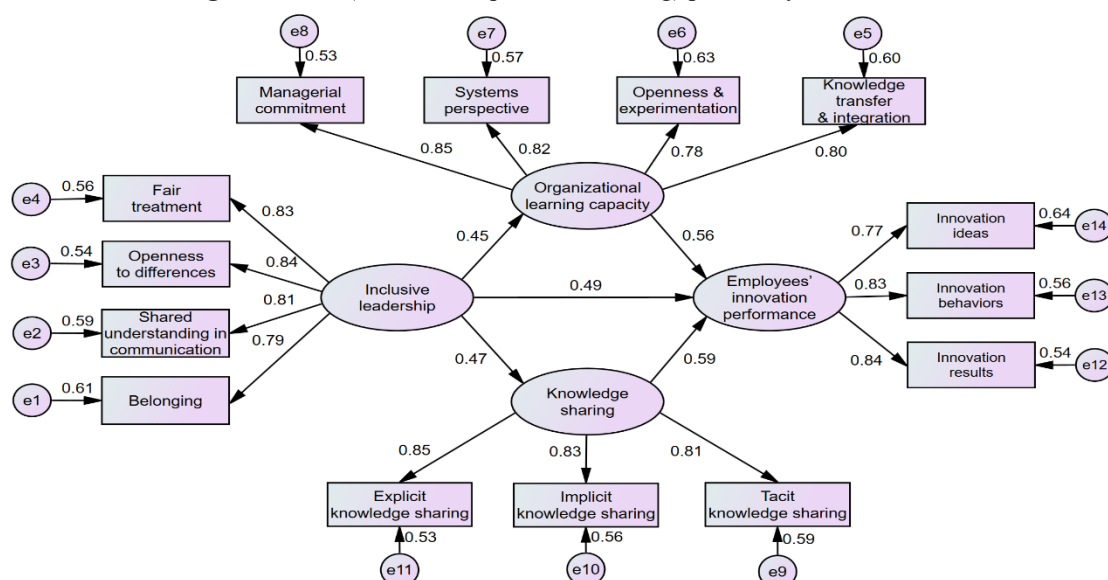 e8
e7
e6
e5
0.53
0.57
0.63
0.60
Managerial
commitment
Systems
perspective
Openness &
experimentation
Knowledge
transfer
& integration
0.85
0.82
0.78
0.80
e4
0.56
Fair
treatment
0.83
Organizational
learning capacity
e3
0.54
Openness
to differences
0.84
0.45
0.56
0.77
Innovation
ideas
0.64
e14
Inclusive
leadership
0.49
Employees'
innovation
performance
0.83
Innovation
behaviors
0.56
e13
e2
0.59
Shared
understanding in
communication
0.81
0.79
0.47
0.59
0.84
Innovation
results
0.54
e12
e1
0.61
Belonging
Knowledge
sharing
0.85
0.83
0.81
Explicit
knowledge sharing
Implicit
knowledge sharing
Tacit
knowledge sharing
0.53
0.56
0.59
e11
e10
e9